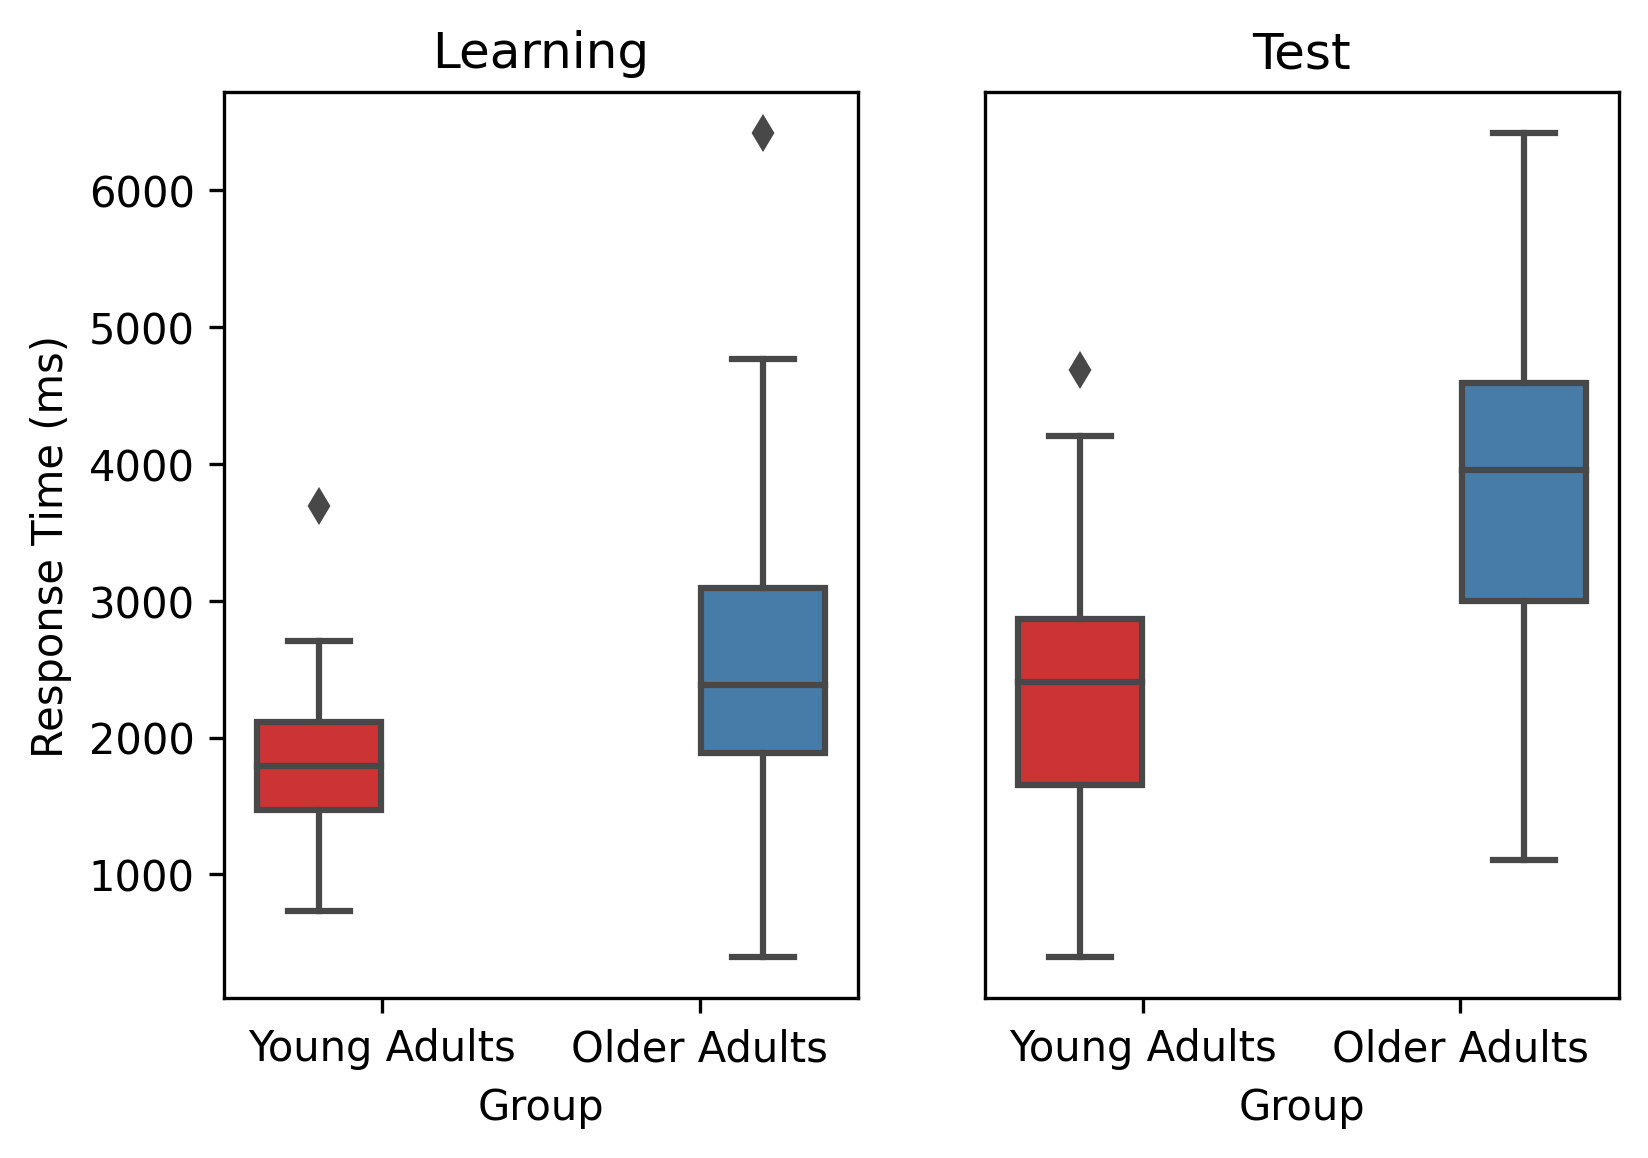 Learning
Test
Response Time (ms)
6000
5000
4000
3000
2000
1000
Young Adults
Older Adults
Group
Young Adults
Older Adults
Group